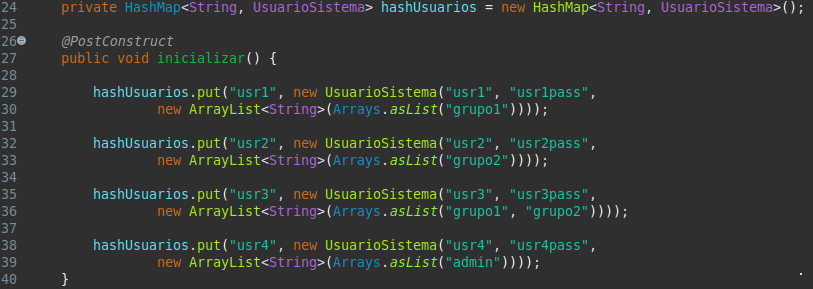 24 private HashMap<String, UsuarioSistema> hashUsuarios = new HashMap<String, UsuarioSistema>();
25
26 @PostConstruct
27 public void inicializar() {
28
29 hashUsuarios.put("usr1", new UsuarioSistema("usr1", "usr1pass",
30 new ArrayList<String>(Arrays.asList("grupo1"))));
31
32 hashUsuarios.put("usr2", new UsuarioSistema("usr2", "usr2pass",
33 new ArrayList<String>(Arrays.asList("grupo2"))));
34
35 hashUsuarios.put("usr3", new UsuarioSistema("usr3", "usr3pass",
36 new ArrayList<String>(Arrays.asList("grupo1", "grupo2"))));
37
38 hashUsuarios.put("usr4", new UsuarioSistema("usr4", "usr4pass",
39 new ArrayList<String>(Arrays.asList("admin"))));
40 }